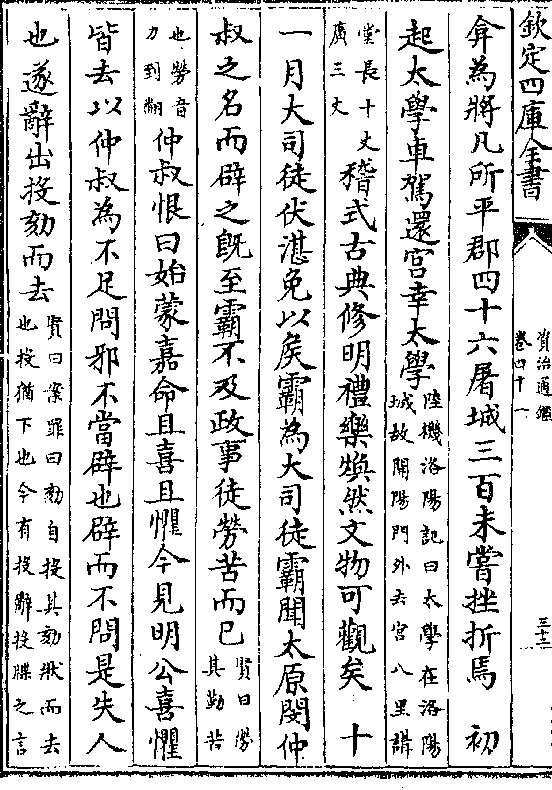 欽定四庫全書
資治通鑑
卷四十一
三十二
弇為將凡所平郡四十六屠城三百未嘗挫折焉　初
起太學車駕還宫幸太學陸機洛陽記曰太學在洛陽
城故開陽門外去宫八里講
堂長十丈
廣三丈稽式古典修明禮樂煥然文物可觀矣　十
一月大司徒伏湛免以侯霸為大司徒霸聞太原閔仲
叔之名而辟之既至霸不及政事徒勞苦而已賢曰勞
其勤苦
也勞音
力到翻仲叔恨曰始蒙嘉命且喜且懼今見明公喜懼
皆去以仲叔為不足問邪不當辟也辟而不問是失人
也遂辭出投劾而去賢曰案罪曰劾自投其劾狀而去
也投猶下也今有投辭投牒之言